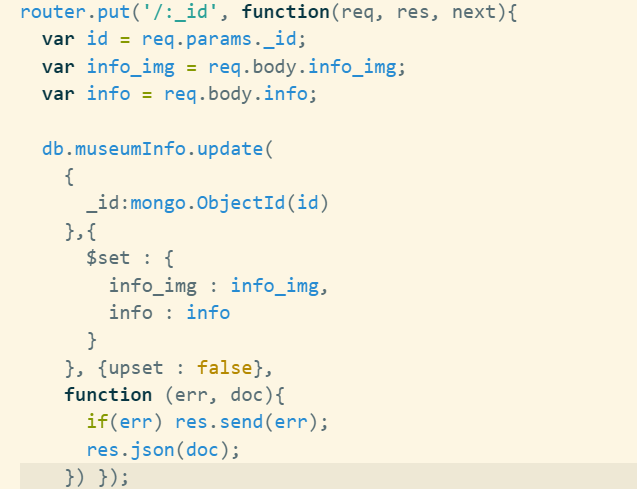 router.put('/:_id', function(req, res, next){
  var id = req.params._id;
  var info_img = req.body.info_img;
  var info = req.body.info;

  db.museumInfo.update(
    {
      _id:mongo.ObjectId(id)
    },{
      $set : {
        info_img : info_img,
        info : info
      }
    }, {upset : false},
    function (err, doc){
      if(err) res.send(err);
      res.json(doc);
    }) });